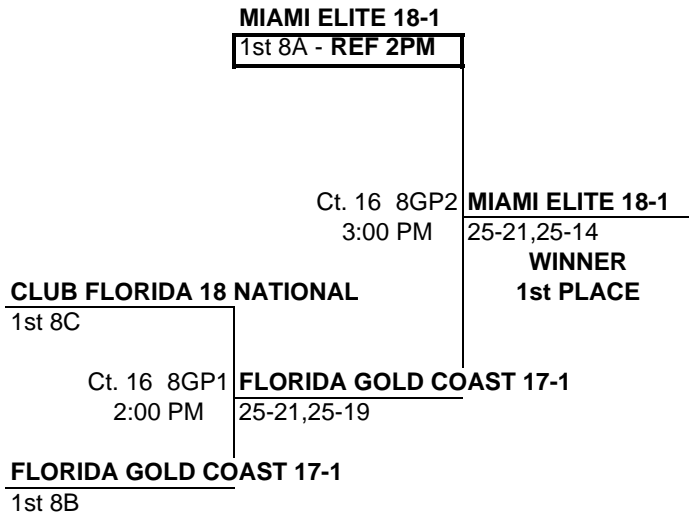 MIAMI ELITE 18-1
1st 8A - REF 2PM
Ct. 16 8GP2 MIAMI ELITE 18-1
3:00 PM 25-21,25-14
WINNER
CLUB FLORIDA 18 NATIONAL 1st PLACE
1st 8C
Ct. 16 8GP1 FLORIDA GOLD COAST 17-1
2:00 PM 25-21,25-19
FLORIDA GOLD COAST 17-1
1st 8B